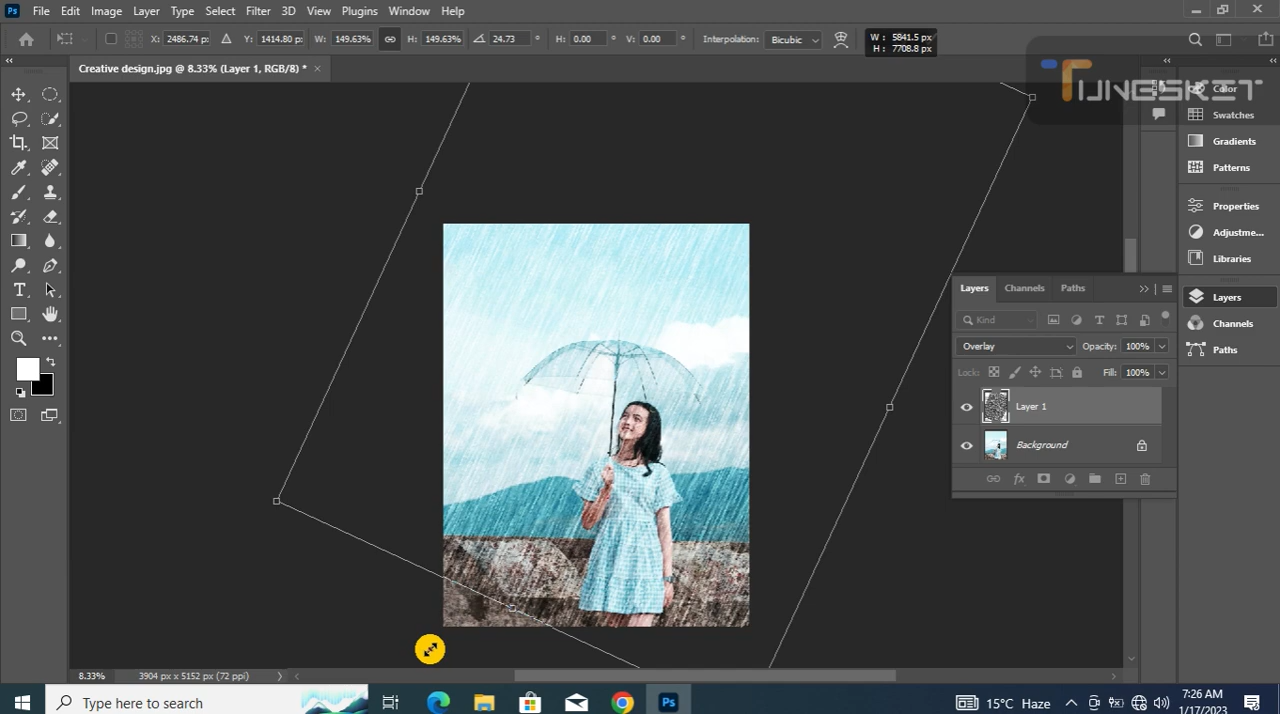 Ps File Edit Image Layer Type Select Filter 3D View Plugins Window Help
X: 2486.74 px Y: 1414.80 px W: 149.63% H: 149.63% 24.73 ° H: 0.00 ° V: 0.00 ° Interpolation: Bicubic
W : 5841.5 px
H : 7708.8 px
Creative design.jpg @ 8.33% (Layer 1, RGB/8) * ×
Color
Swatches
Gradients
Patterns
Properties
Adjustme...
Libraries
Layers
Channels
Paths
Layers Channels Paths
Kind
Overlay Opacity: 100%
Lock: Fill: 100%
Layer 1
Background
8.33% 3904 px x 5152 px (72 ppi)
Type here to search
Ps
15°C Haze
7:26 AM
1/17/2023